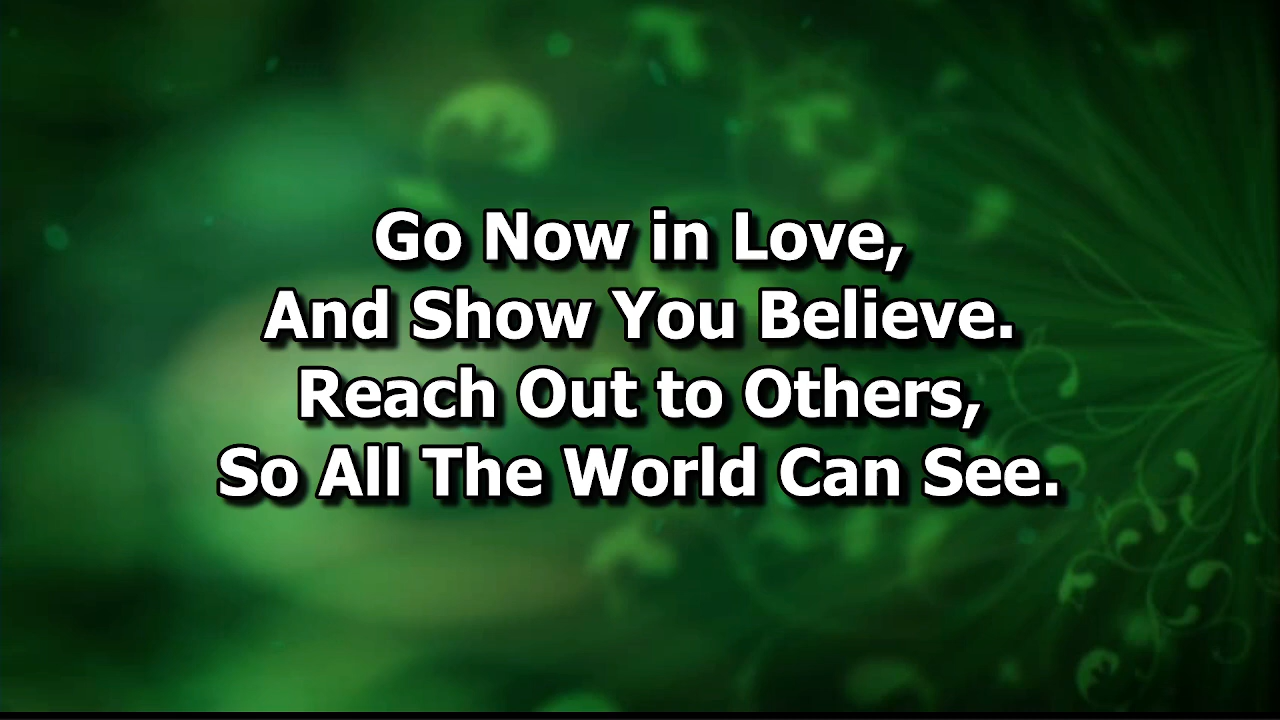 Go Now in Love,
And Show You Believe.
Reach Out to Others,
So All The World Can See.